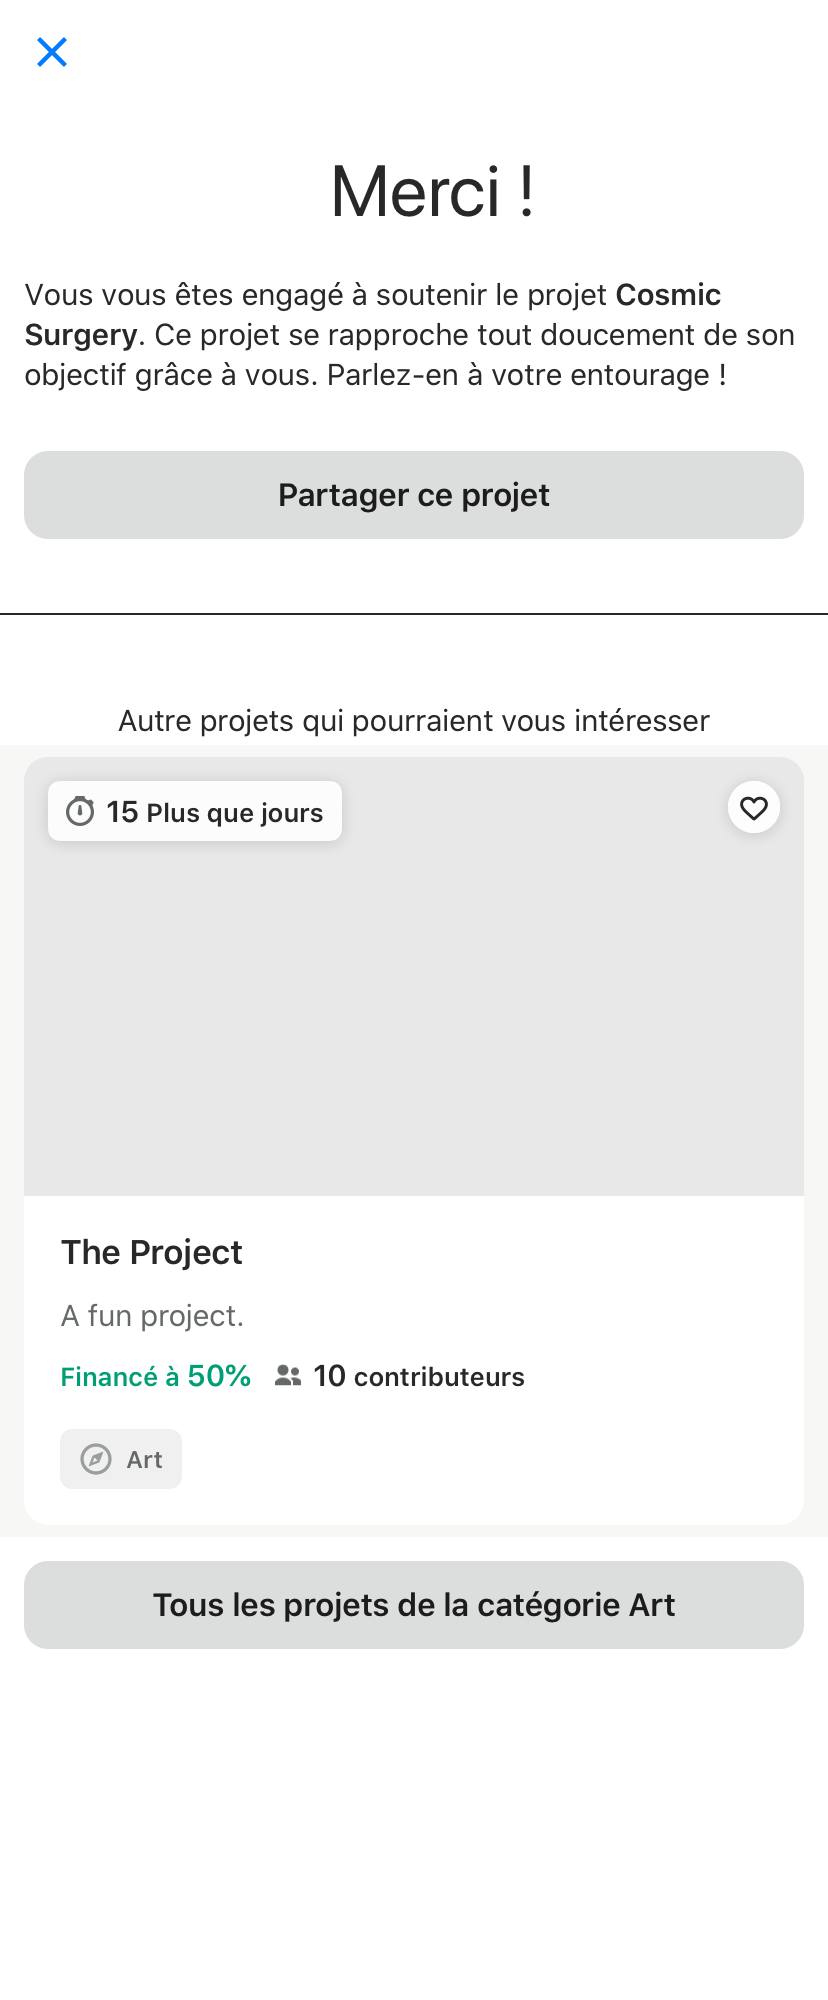 Merci !
Vous vous êtes engagé à soutenir le projet Cosmic
Surgery. Ce projet se rapproche tout doucement de son
objectif grâce à vous. Parlez-en à votre entourage !
Partager ce projet
Autre projets qui pourraient vous intéresser
15 Plus que jours
The Project
A fun project.
Financé à 50% 10 contributeurs
Art
Tous les projets de la catégorie Art